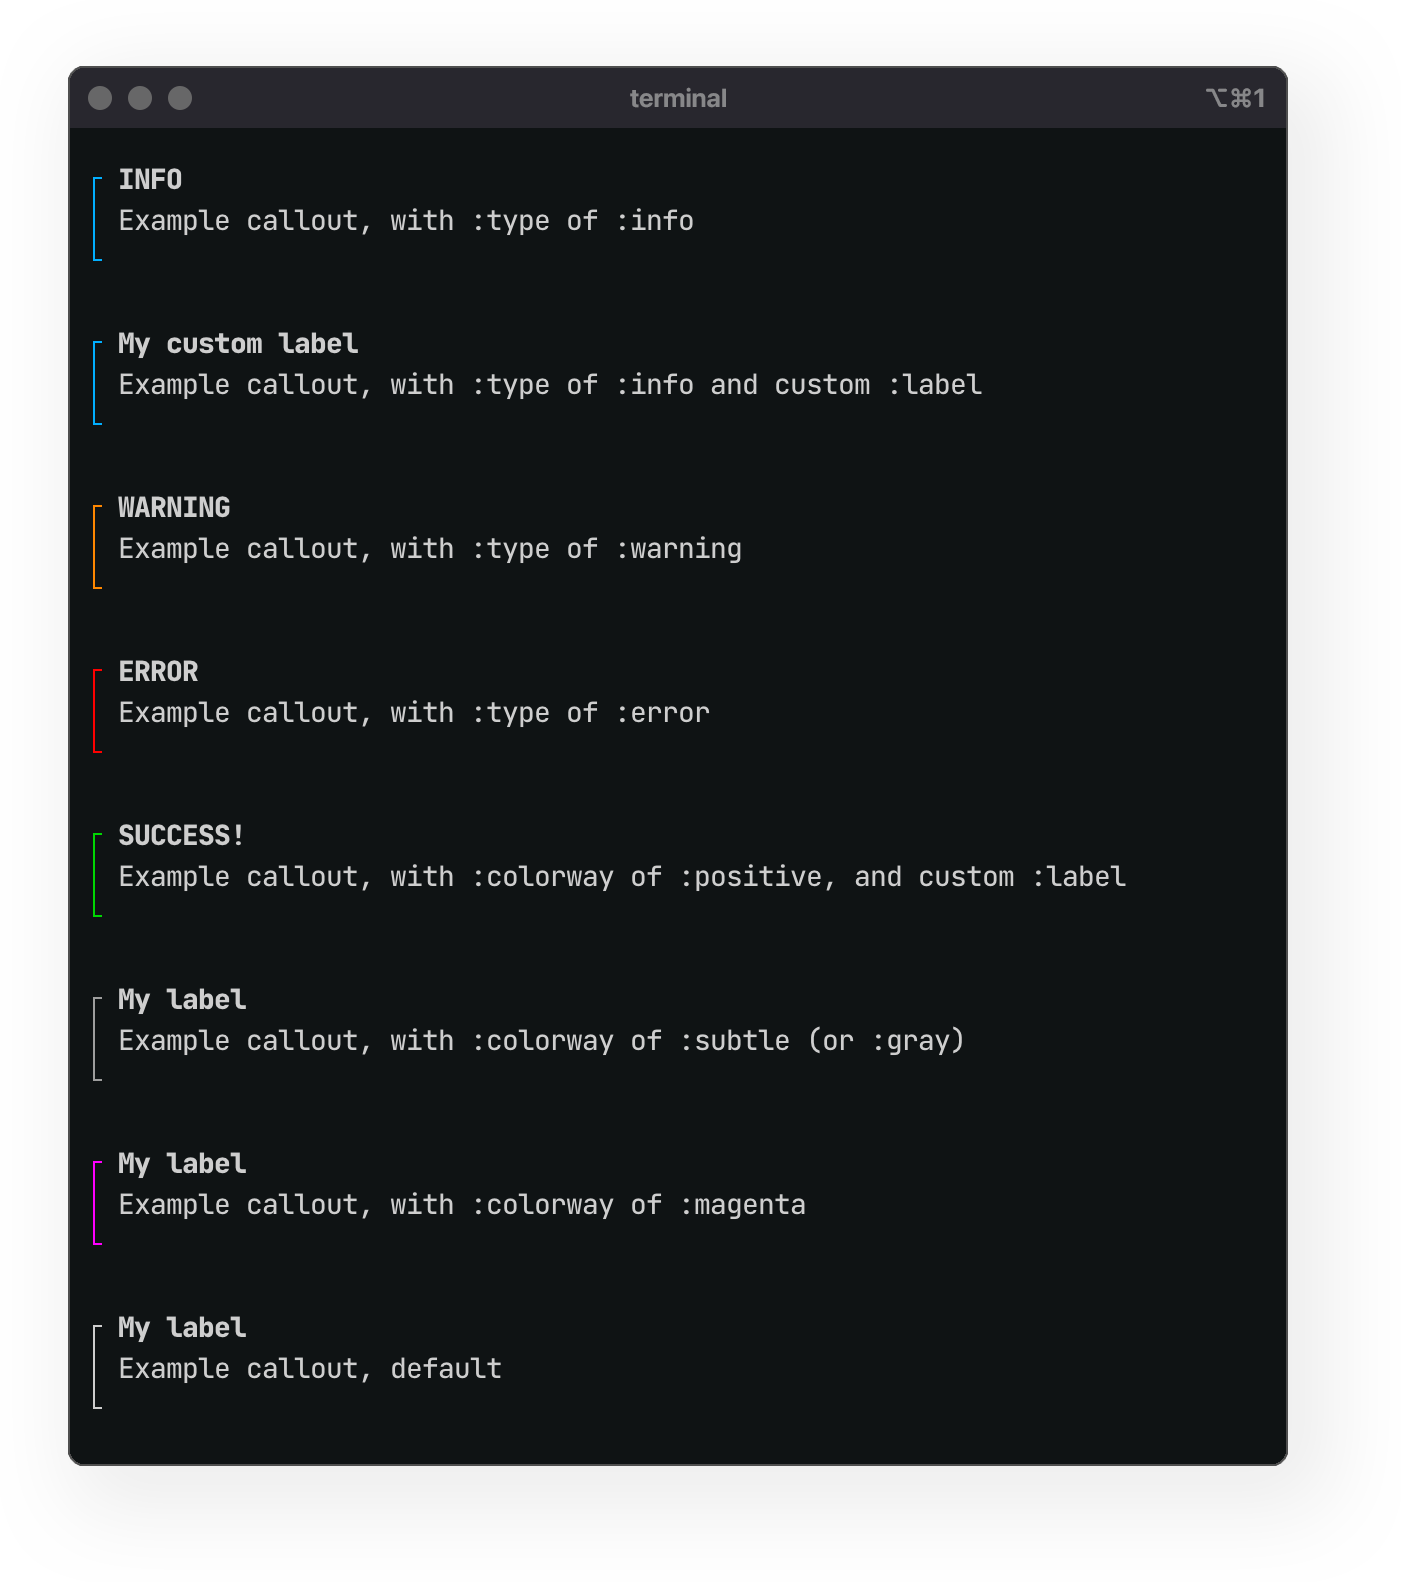 terminal ⌥⌘1
INFO
Example callout, with :type of :info
My custom label
Example callout, with :type of :info and custom :label
WARNING
Example callout, with :type of :warning
ERROR
Example callout, with :type of :error
SUCCESS!
Example callout, with :colorway of :positive, and custom :label
My label
Example callout, with :colorway of :subtle (or :gray)
My label
Example callout, with :colorway of :magenta
My label
Example callout, default